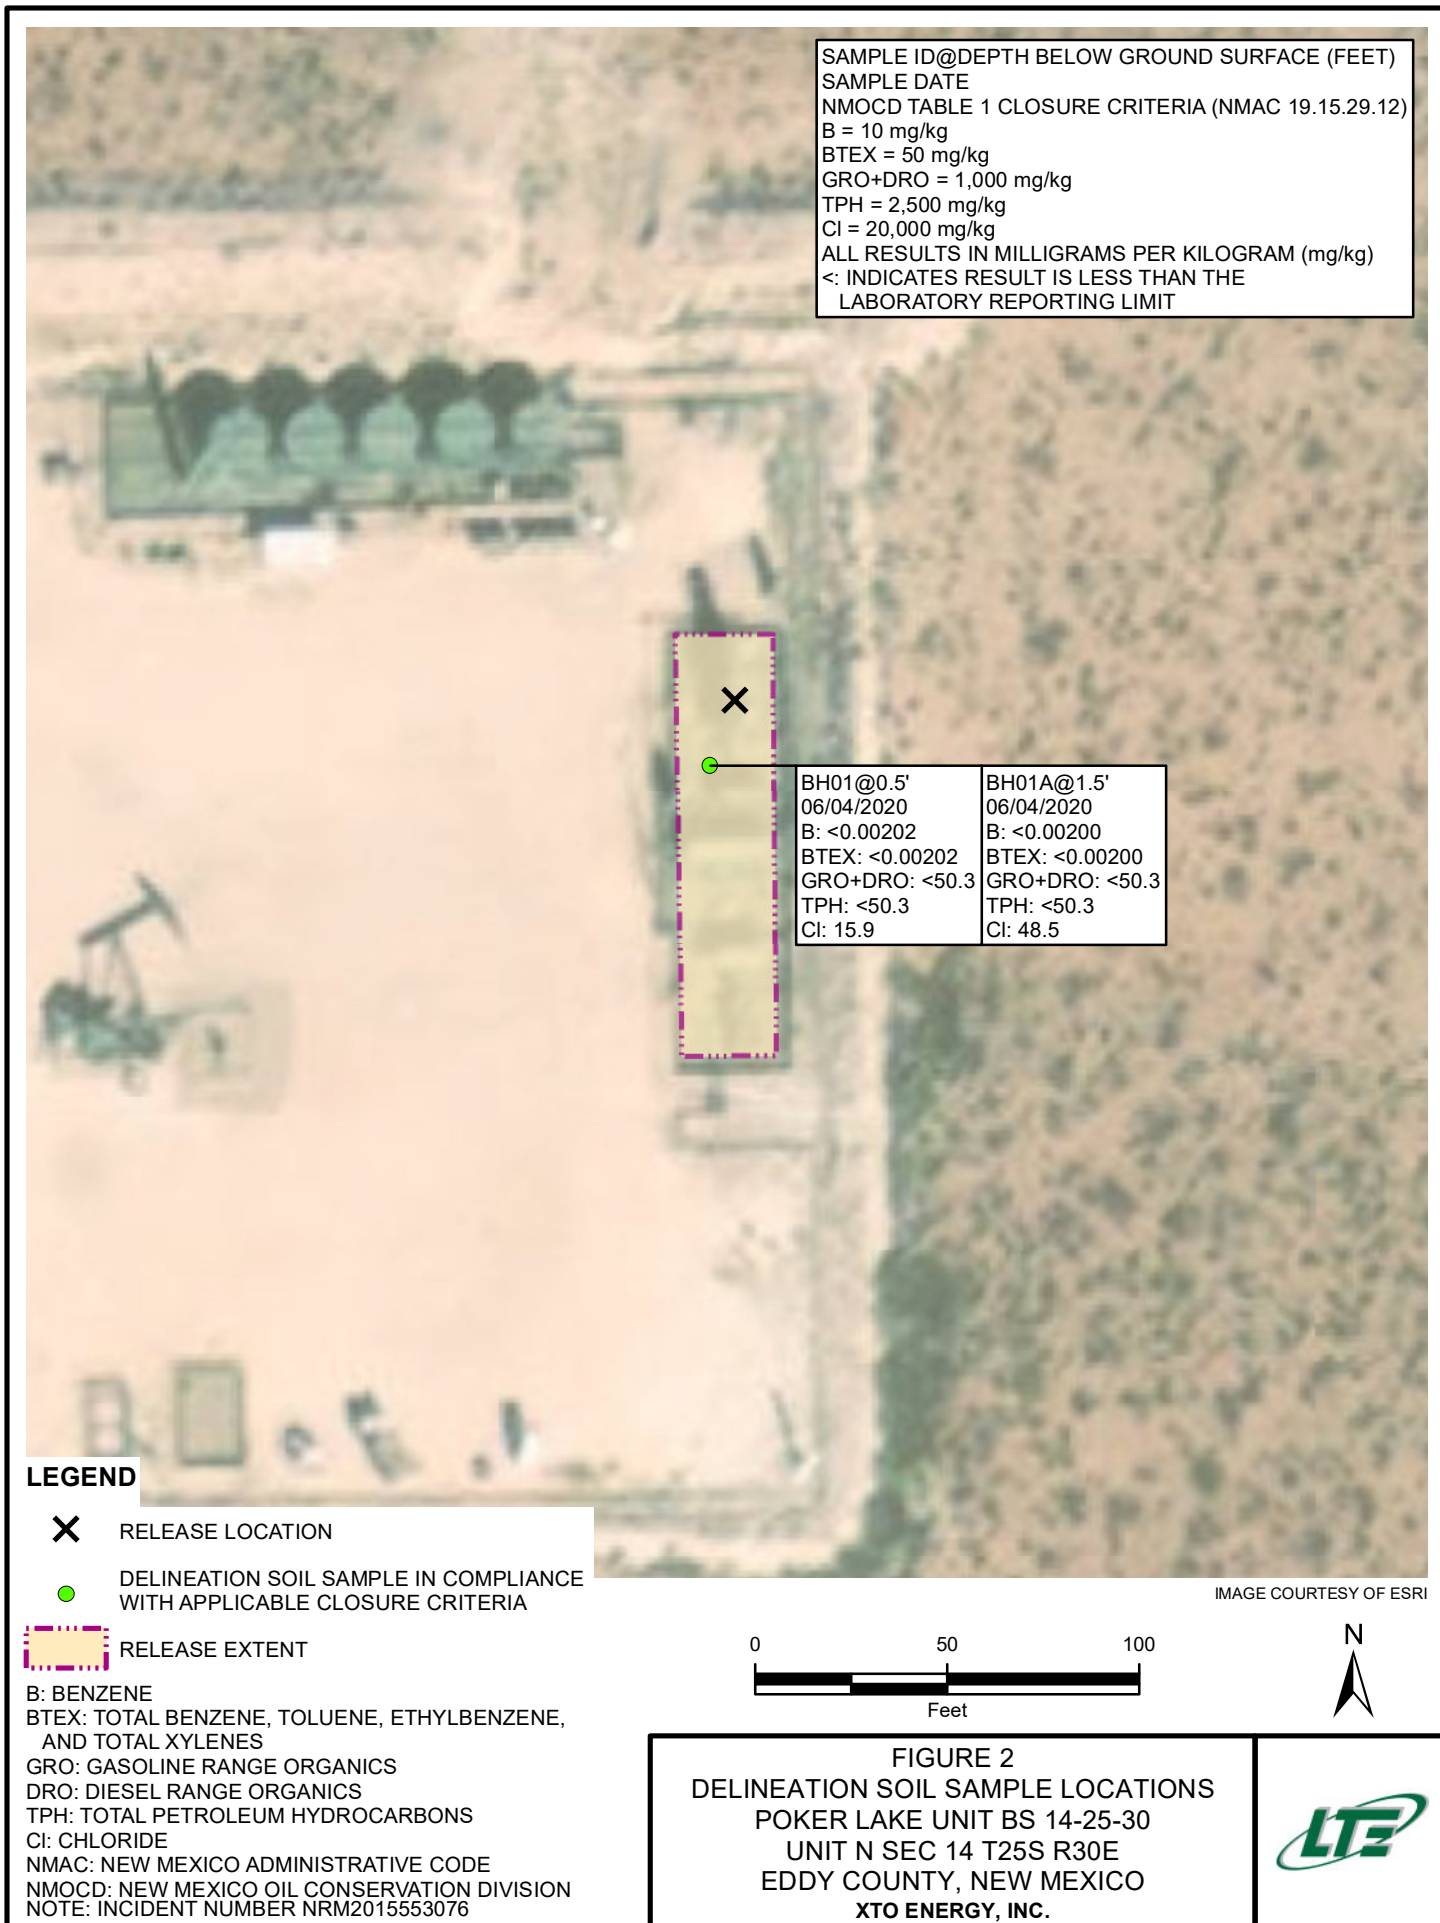 SAMPLE ID@DEPTH BELOW GROUND SURFACE (FEET)
SAMPLE DATE
NMOCD TABLE 1 CLOSURE CRITERIA (NMAC 19.15.29.12)
B = 10 mg/kg
BTEX = 50 mg/kg
GRO+DRO = 1,000 mg/kg
TPH = 2,500 mg/kg
Cl = 20,000 mg/kg
ALL RESULTS IN MILLIGRAMS PER KILOGRAM (mg/kg)
<: INDICATES RESULT IS LESS THAN THE
LABORATORY REPORTING LIMIT
BH01@0.5'
06/04/2020
B: <0.00202
BTEX: <0.00202
GRO+DRO: <50.3
TPH: <50.3
Cl: 15.9
BH01A@1.5'
06/04/2020
B: <0.00200
BTEX: <0.00200
GRO+DRO: <50.3
TPH: <50.3
Cl: 48.5
LEGEND
RELEASE LOCATION
DELINEATION SOIL SAMPLE IN COMPLIANCE
WITH APPLICABLE CLOSURE CRITERIA
RELEASE EXTENT
B: BENZENE
BTEX: TOTAL BENZENE, TOLUENE, ETHYLBENZENE,
AND TOTAL XYLENES
GRO: GASOLINE RANGE ORGANICS
DRO: DIESEL RANGE ORGANICS
TPH: TOTAL PETROLEUM HYDROCARBONS
Cl: CHLORIDE
NMAC: NEW MEXICO ADMINISTRATIVE CODE
NMOCD: NEW MEXICO OIL CONSERVATION DIVISION
NOTE: INCIDENT NUMBER NRM2015553076
IMAGE COURTESY OF ESRI
0 50 100
Feet
N
FIGURE 2
DELINEATION SOIL SAMPLE LOCATIONS
POKER LAKE UNIT BS 14-25-30
UNIT N SEC 14 T25S R30E
EDDY COUNTY, NEW MEXICO
XTO ENERGY, INC.
LTE